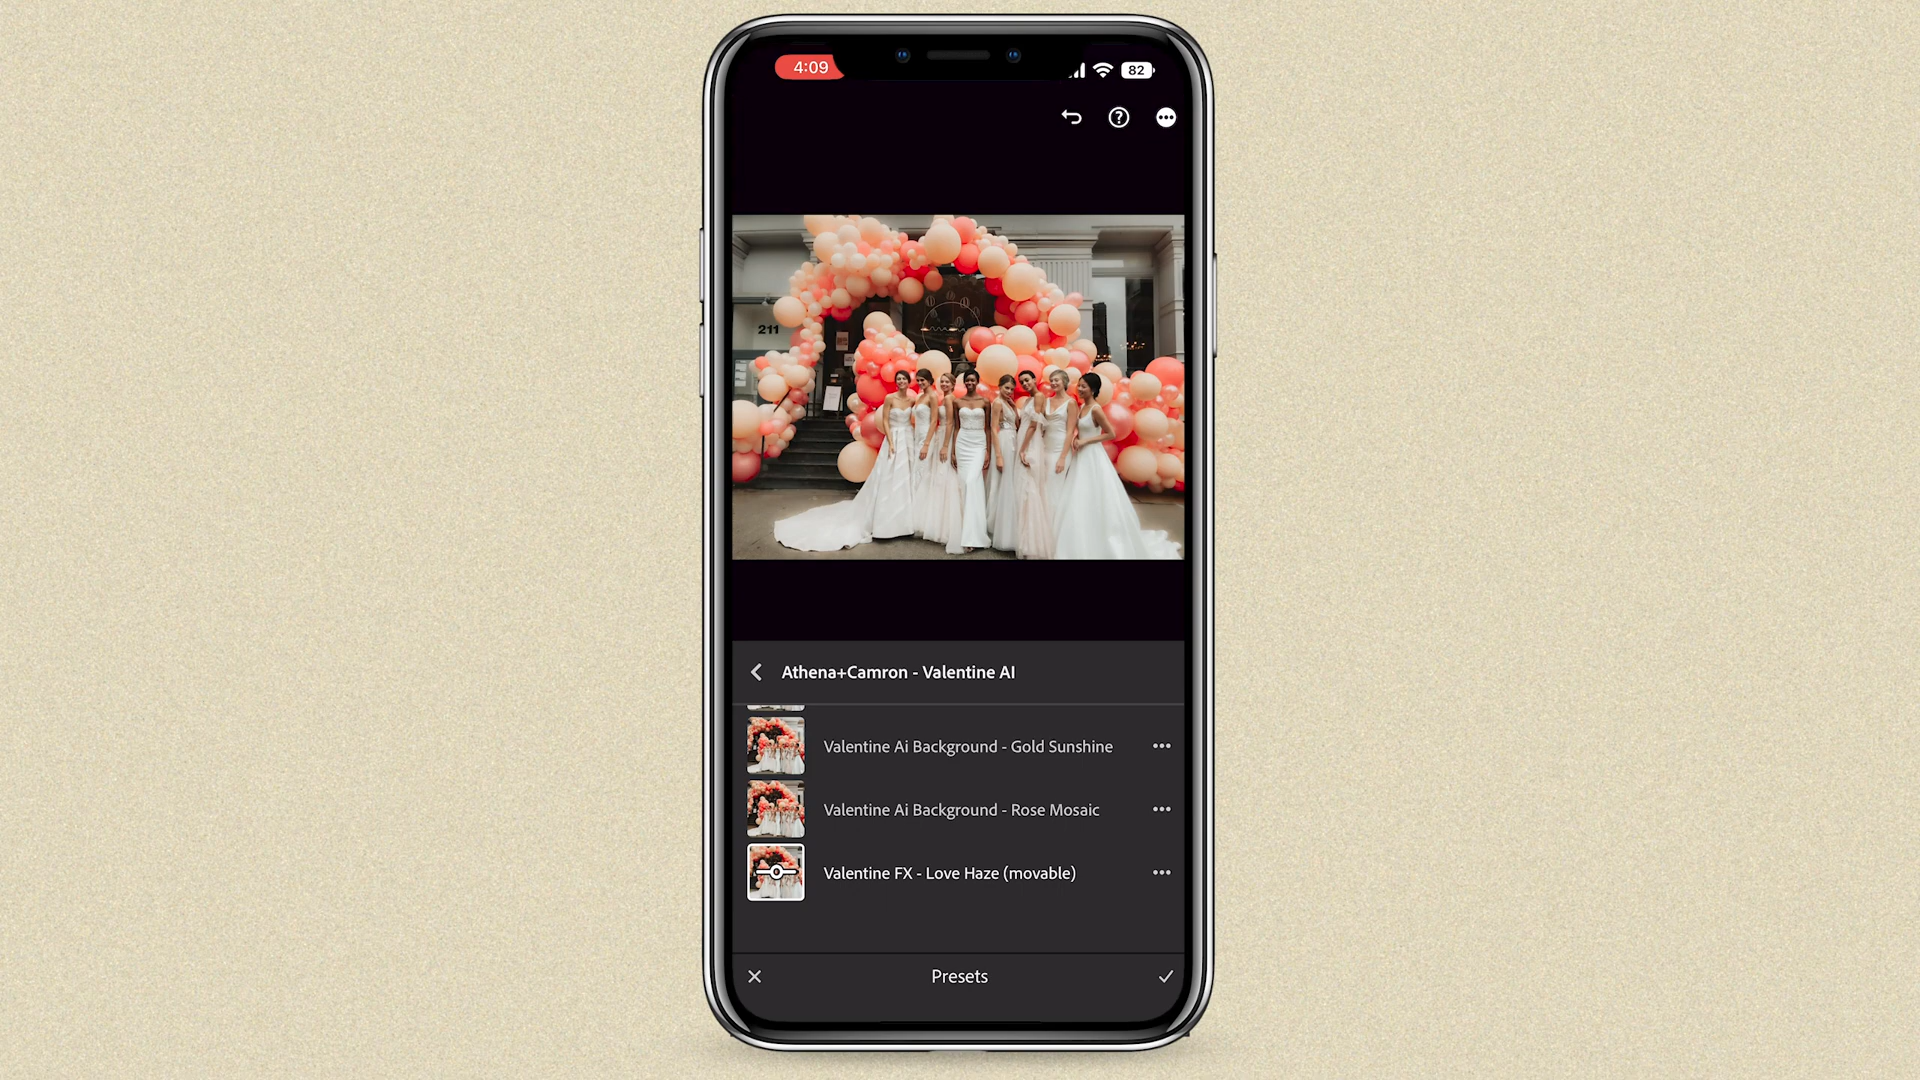 4:09
82
211
Athena+Camron - Valentine AI
Valentine Ai Background - Gold Sunshine
Valentine Ai Background - Rose Mosaic
Valentine FX - Love Haze (movable)
Presets